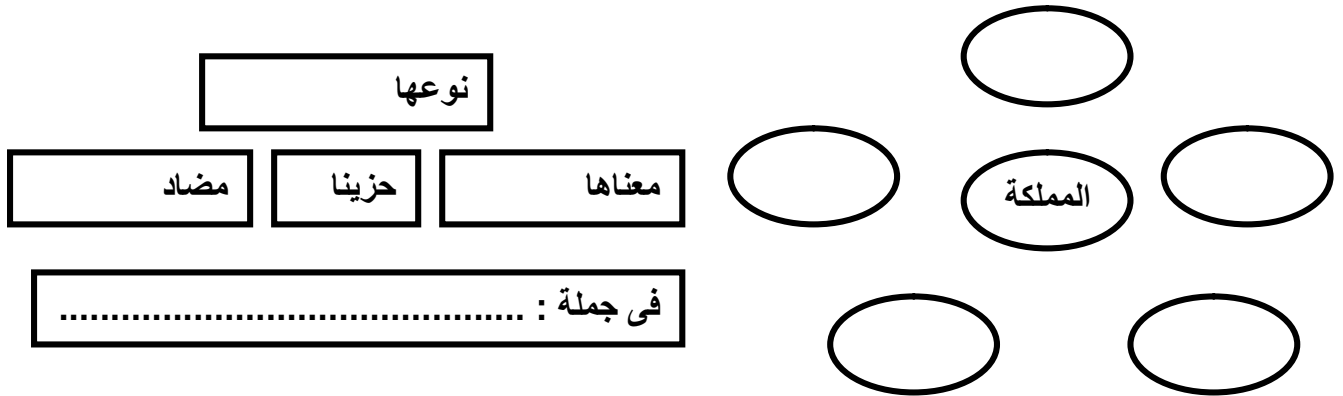 نوعها
معناها
حزينا
مضاد
المملكة
فى جملة : .............................................